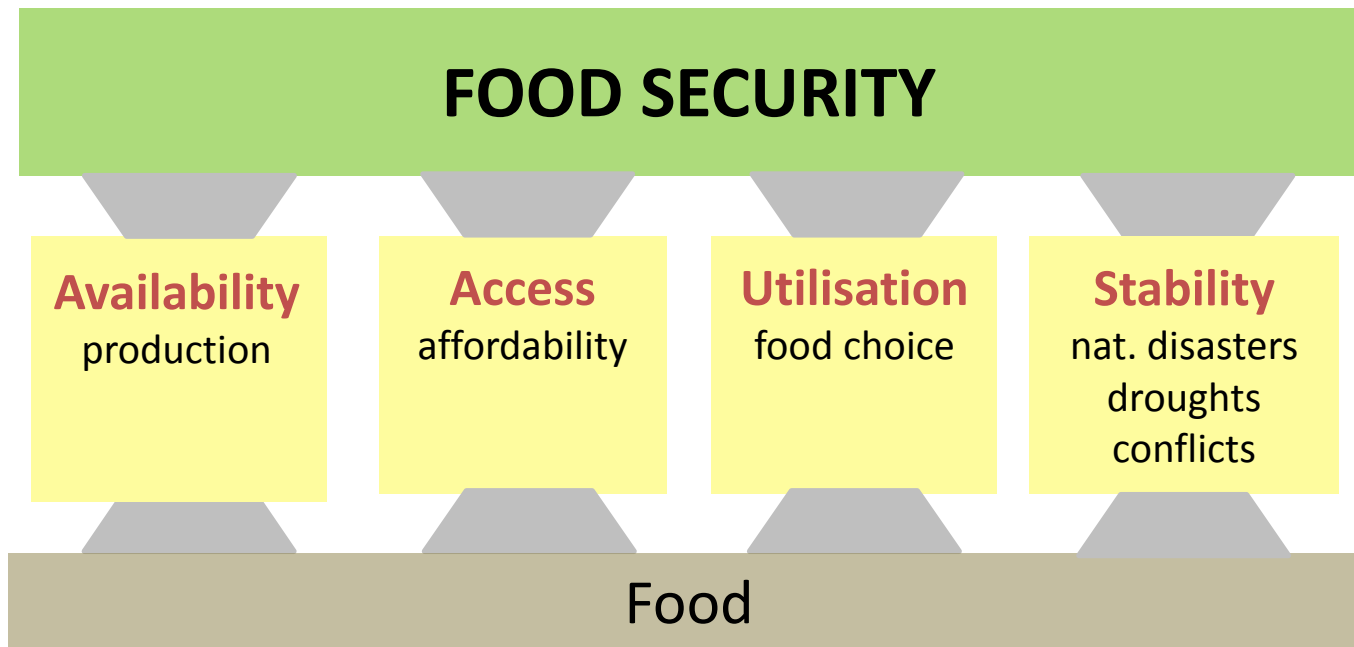 FOOD SECURITY
Availability
production
Access
affordability
Utilisation
food choice
Stability
nat. disasters
droughts
conflicts
Food